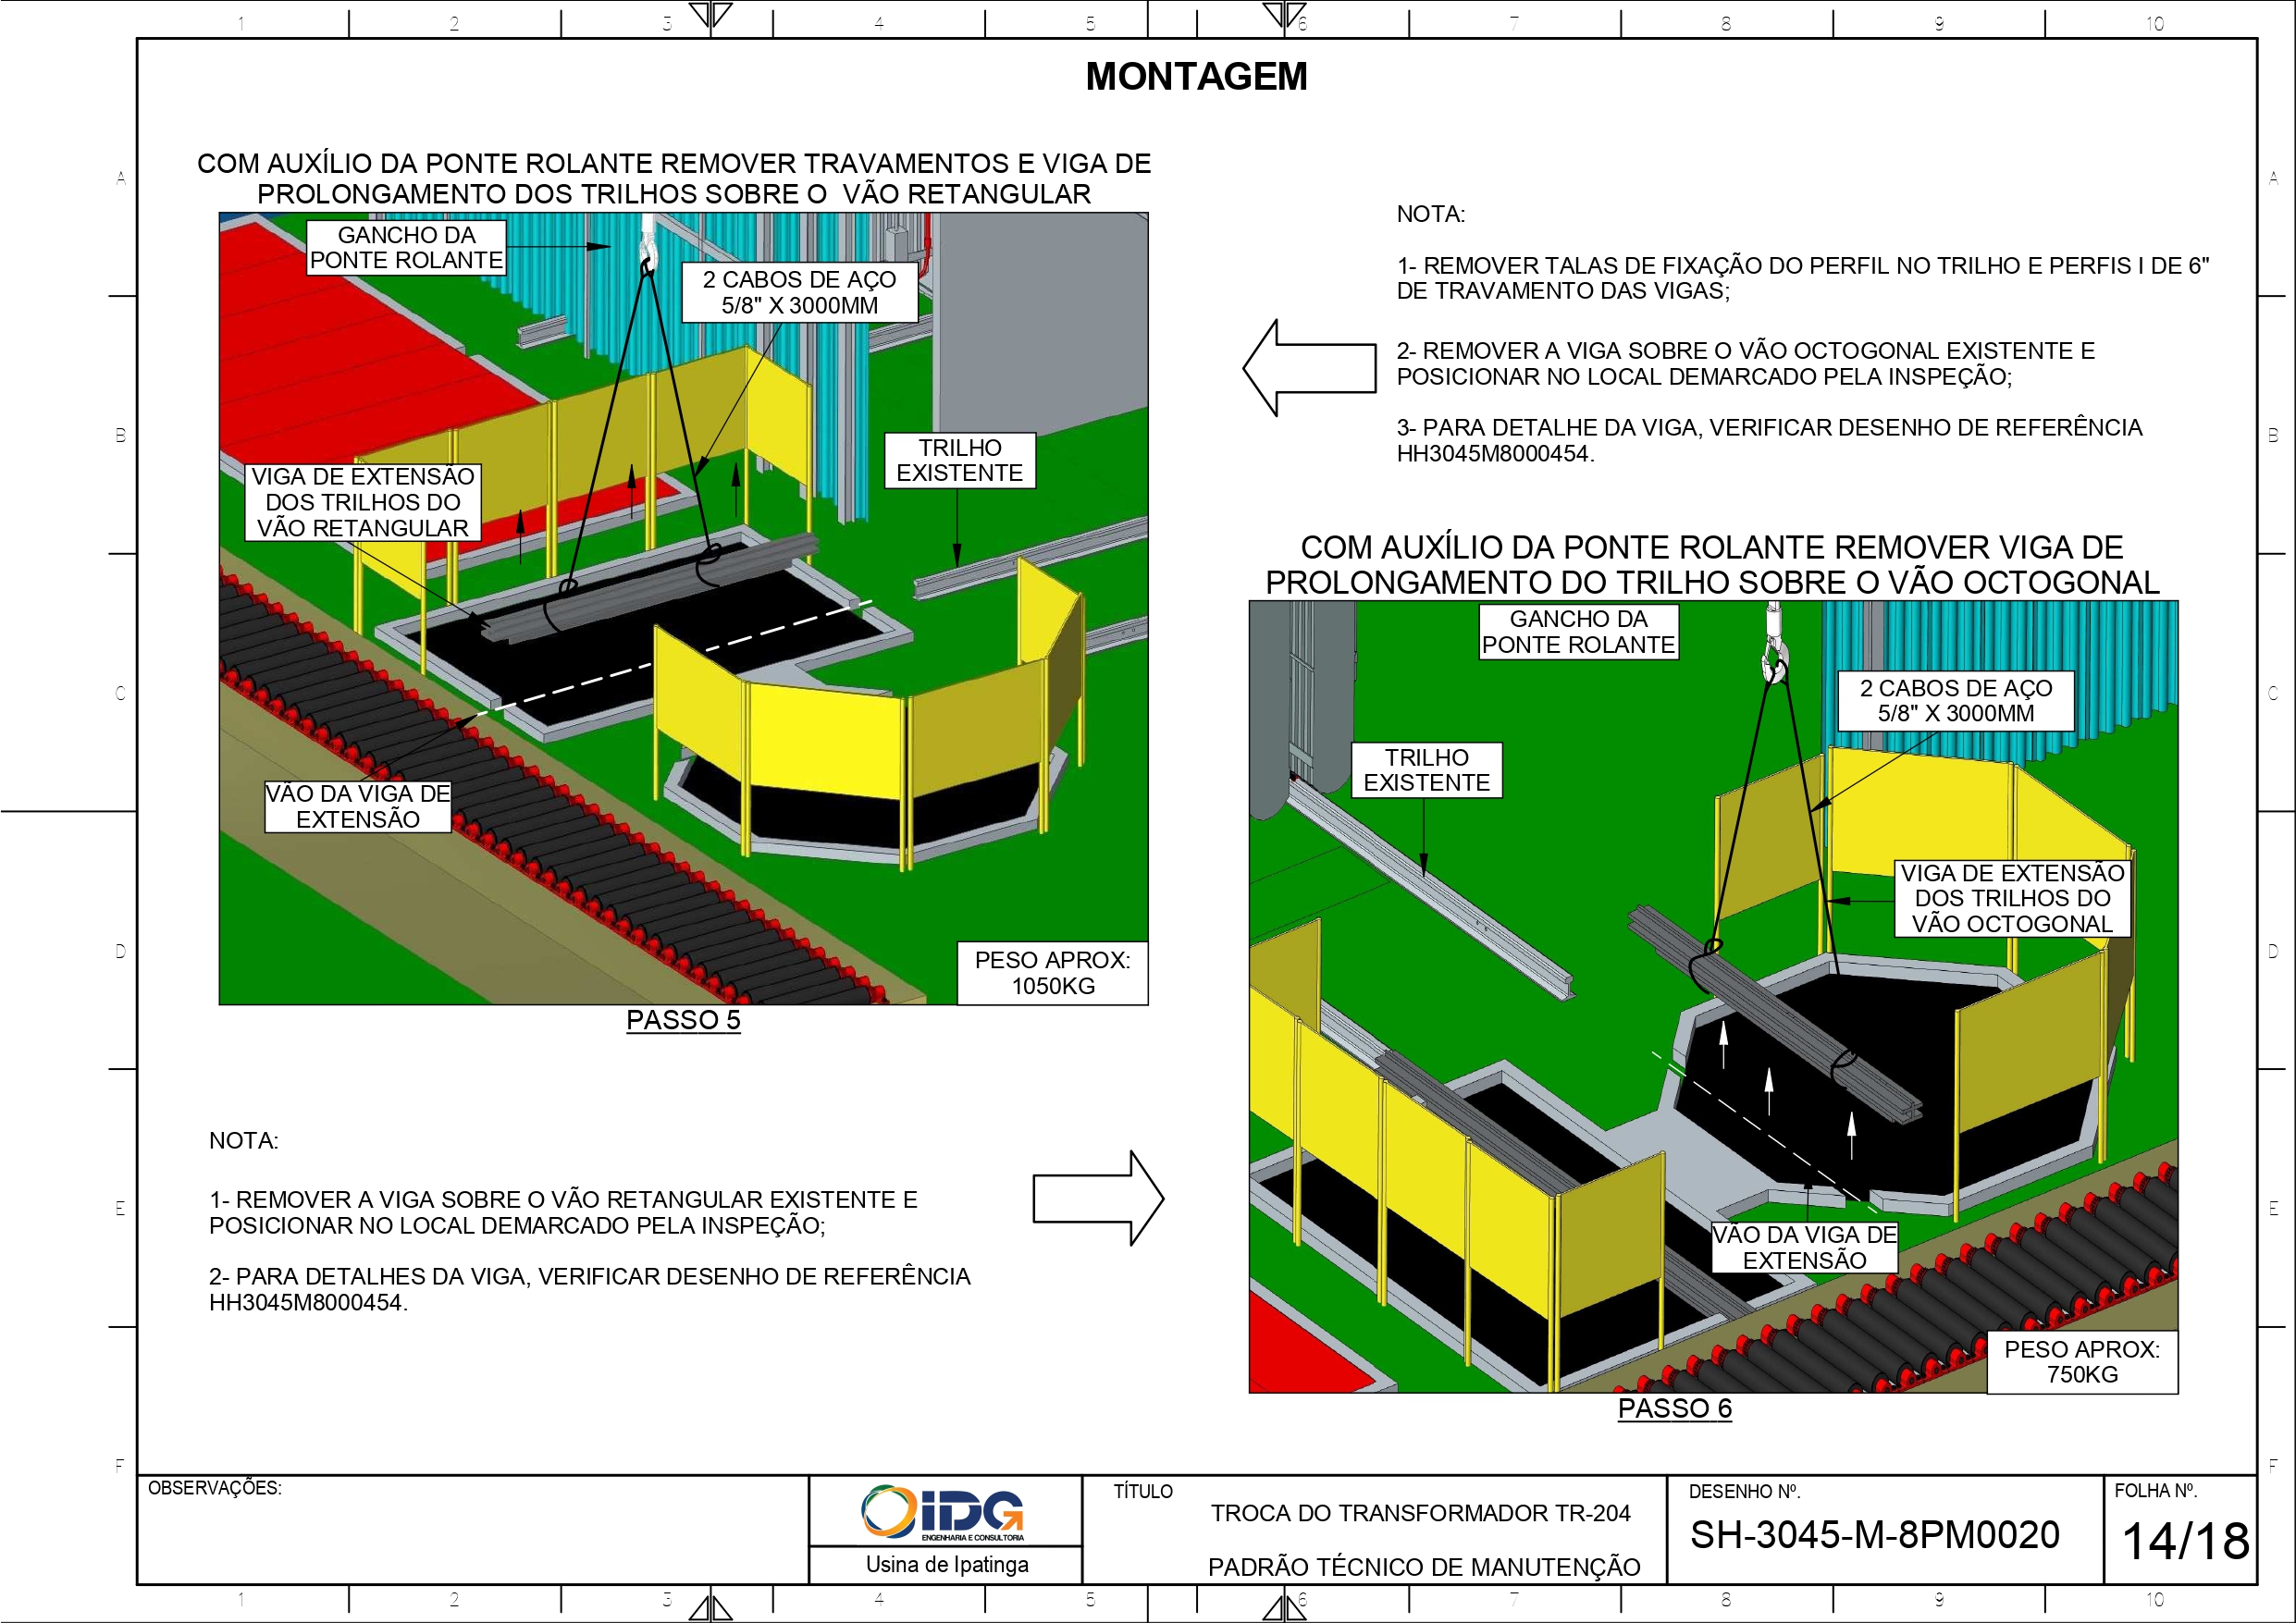 1 2 3 4 5 6 7 8 9 10
MONTAGEM
COM AUXÍLIO DA PONTE ROLANTE REMOVER TRAVAMENTOS E VIGA DE
PROLONGAMENTO DOS TRILHOS SOBRE O VÃO RETANGULAR
GANCHO DA
PONTE ROLANTE
2 CABOS DE AÇO
5/8" X 3000MM
TRILHO
EXISTENTE
VIGA DE EXTENSÃO
DOS TRILHOS DO
VÃO RETANGULAR
VÃO DA VIGA DE
EXTENSÃO
PESO APROX:
1050KG
PASSO 5
NOTA:
1- REMOVER TALAS DE FIXAÇÃO DO PERFIL NO TRILHO E PERFIS I DE 6"
DE TRAVAMENTO DAS VIGAS;
2- REMOVER A VIGA SOBRE O VÃO OCTOGONAL EXISTENTE E
POSICIONAR NO LOCAL DEMARCADO PELA INSPEÇÃO;
3- PARA DETALHE DA VIGA, VERIFICAR DESENHO DE REFERÊNCIA
HH3045M8000454.
COM AUXÍLIO DA PONTE ROLANTE REMOVER VIGA DE
PROLONGAMENTO DO TRILHO SOBRE O VÃO OCTOGONAL
GANCHO DA
PONTE ROLANTE
2 CABOS DE AÇO
5/8" X 3000MM
TRILHO
EXISTENTE
VIGA DE EXTENSÃO
DOS TRILHOS DO
VÃO OCTOGONAL
VÃO DA VIGA DE
EXTENSÃO
PESO APROX:
750KG
PASSO 6
NOTA:
1- REMOVER A VIGA SOBRE O VÃO RETANGULAR EXISTENTE E
POSICIONAR NO LOCAL DEMARCADO PELA INSPEÇÃO;
2- PARA DETALHES DA VIGA, VERIFICAR DESENHO DE REFERÊNCIA
HH3045M8000454.
A A
B B
C C
D D
E E
F F
OBSERVAÇÕES:
IDG
ENGENHARIA E CONSULTORIA
Usina de Ipatinga
TÍTULO
TROCA DO TRANSFORMADOR TR-204
PADRÃO TÉCNICO DE MANUTENÇÃO
DESENHO Nº.
SH-3045-M-8PM0020
FOLHA Nº.
14/18
1 2 3 4 5 6 7 8 9 10